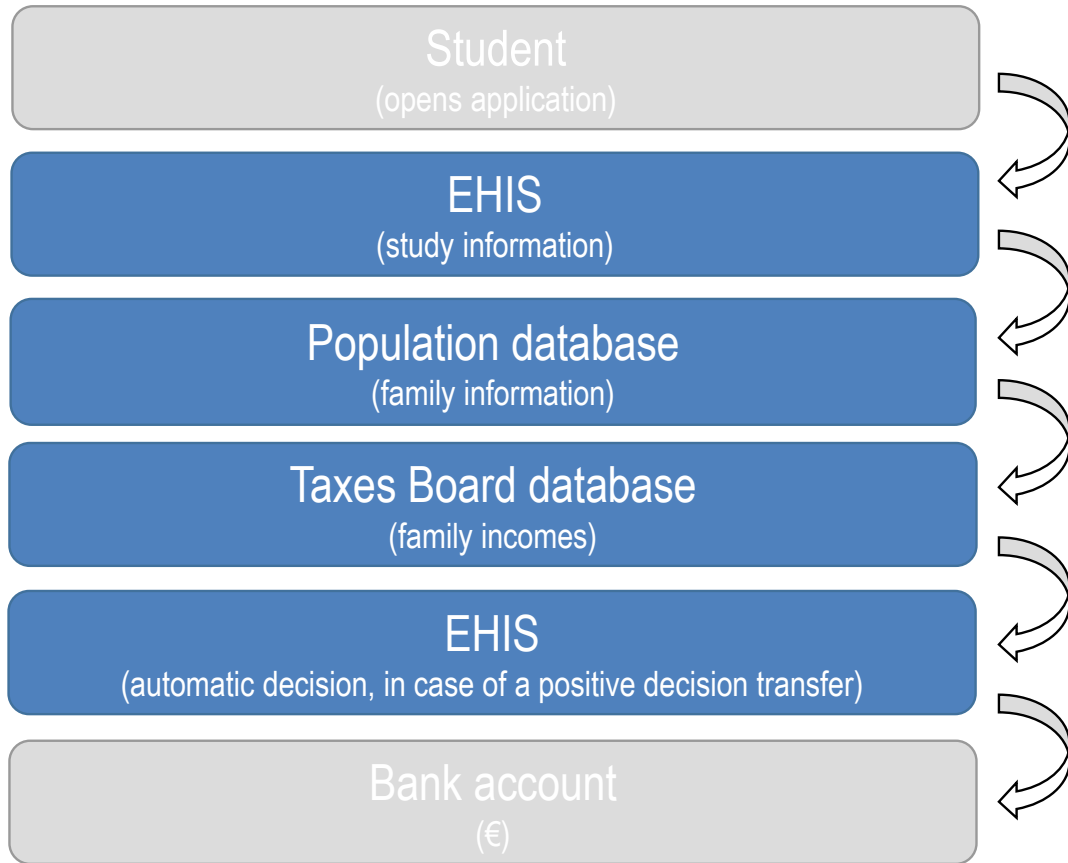 Student
(opens application)
EHIS
(study information)
Population database
(family information)
Taxes Board database
(family incomes)
EHIS
(automatic decision, in case of a positive decision transfer)
Bank account
(€)